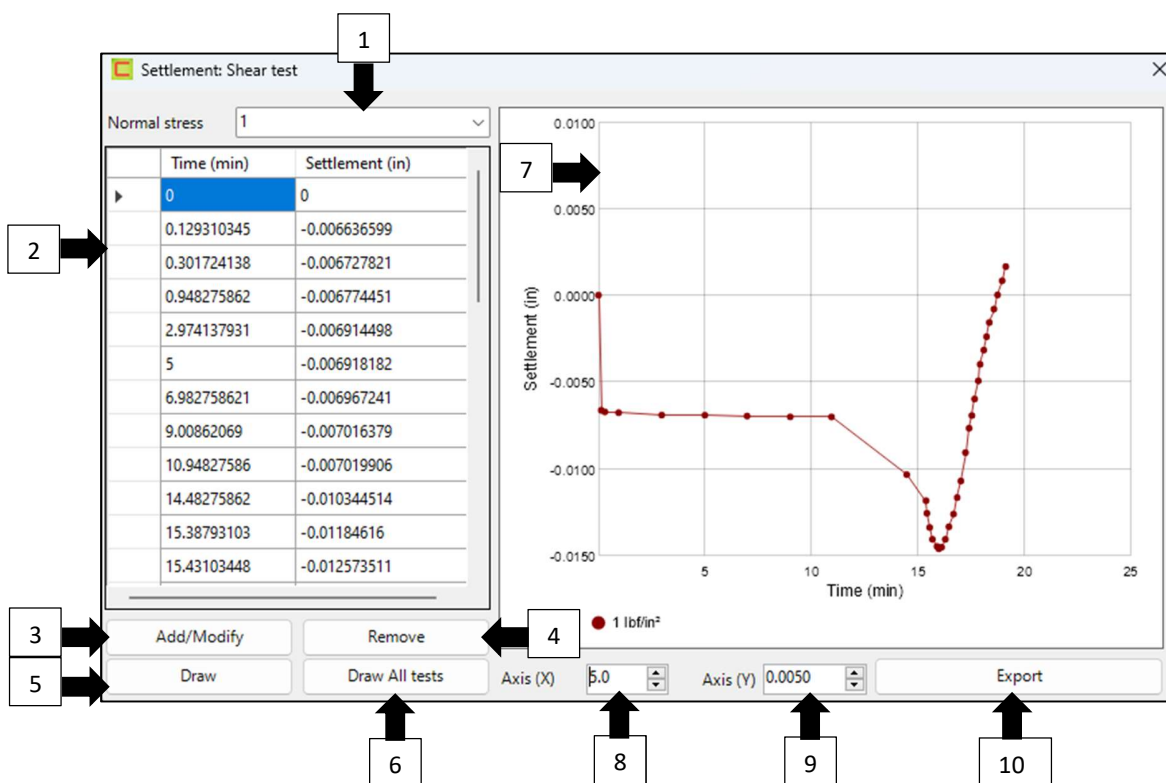 1
Settlement: Shear test
Normal stress 1
Time (min) Settlement (in)
0 0
0.129310345 -0.006636599
0.301724138 -0.006727821
0.948275862 -0.006774451
2.974137931 -0.006914498
5 -0.006918182
6.982758621 -0.006967241
9.00862069 -0.007016379
10.94827586 -0.007019906
14.48275862 -0.010344514
15.38793103 -0.01184616
15.43103448 -0.012573511
2
7
0.0100
0.0050
0.0000
-0.0050
-0.0100
-0.0150
Settlement (in)
5 10 15 20 25
Time (min)
1 lbf/in²
3 Add/Modify Remove 4
5 Draw Draw All tests Axis (X) 5.0 Axis (Y) 0.0050 Export
6 8 9 10